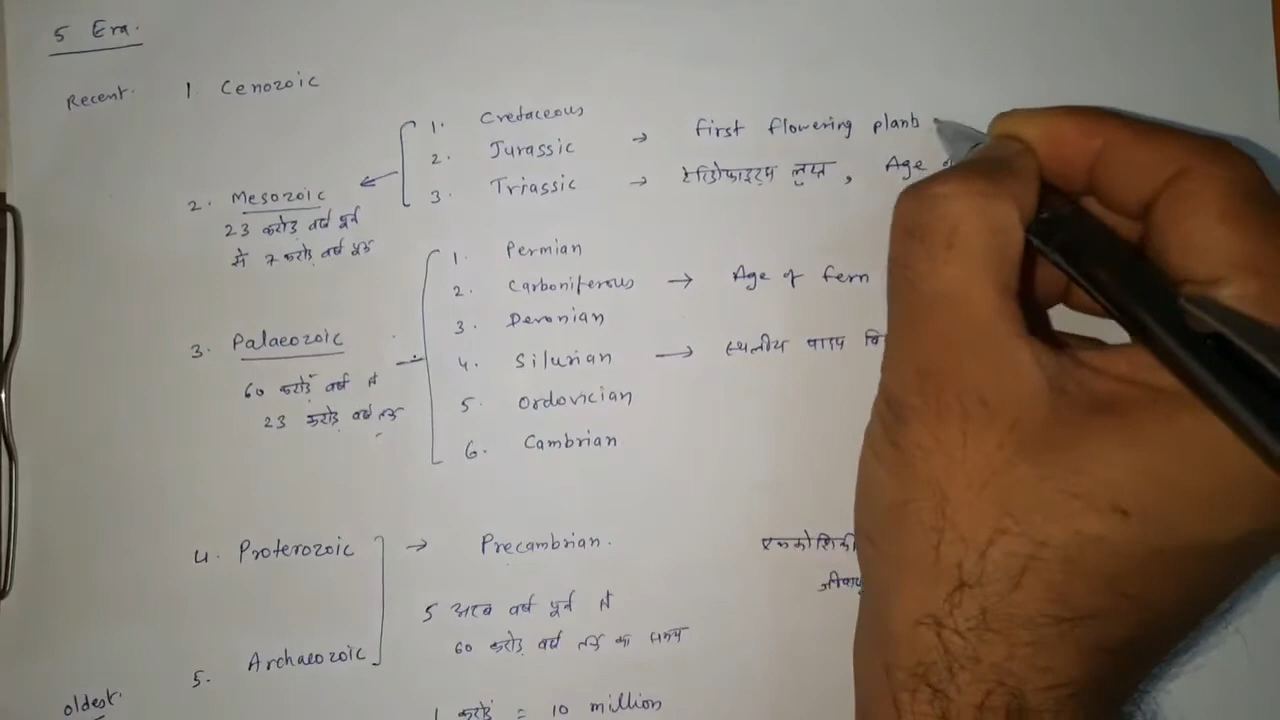 5 Era.
Recent. 1. Cenozoic
1. Cretaceous
2. Jurassic → first flowering plant
3. Triassic → टेरिडोफाइट्स लुप्त, Age
2. Mesozoic
23 करोड़ वर्ष पूर्व
से 7 करोड़ वर्ष पूर्व
1. Permian
2. Carboniferous → Age of fern
3. Devonian
3. Palaeozoic
4. Silurian → स्थलीय पादप
60 करोड़ वर्ष से
5. Ordovician
23 करोड़ वर्ष तक
6. Cambrian
4. Proterozoic → Precambrian. एककोशिकी
5 अरब वर्ष पूर्व से
60 करोड़ वर्ष तक का समय
5. Archaeozoic
oldest.
1 करोड़ = 10 million